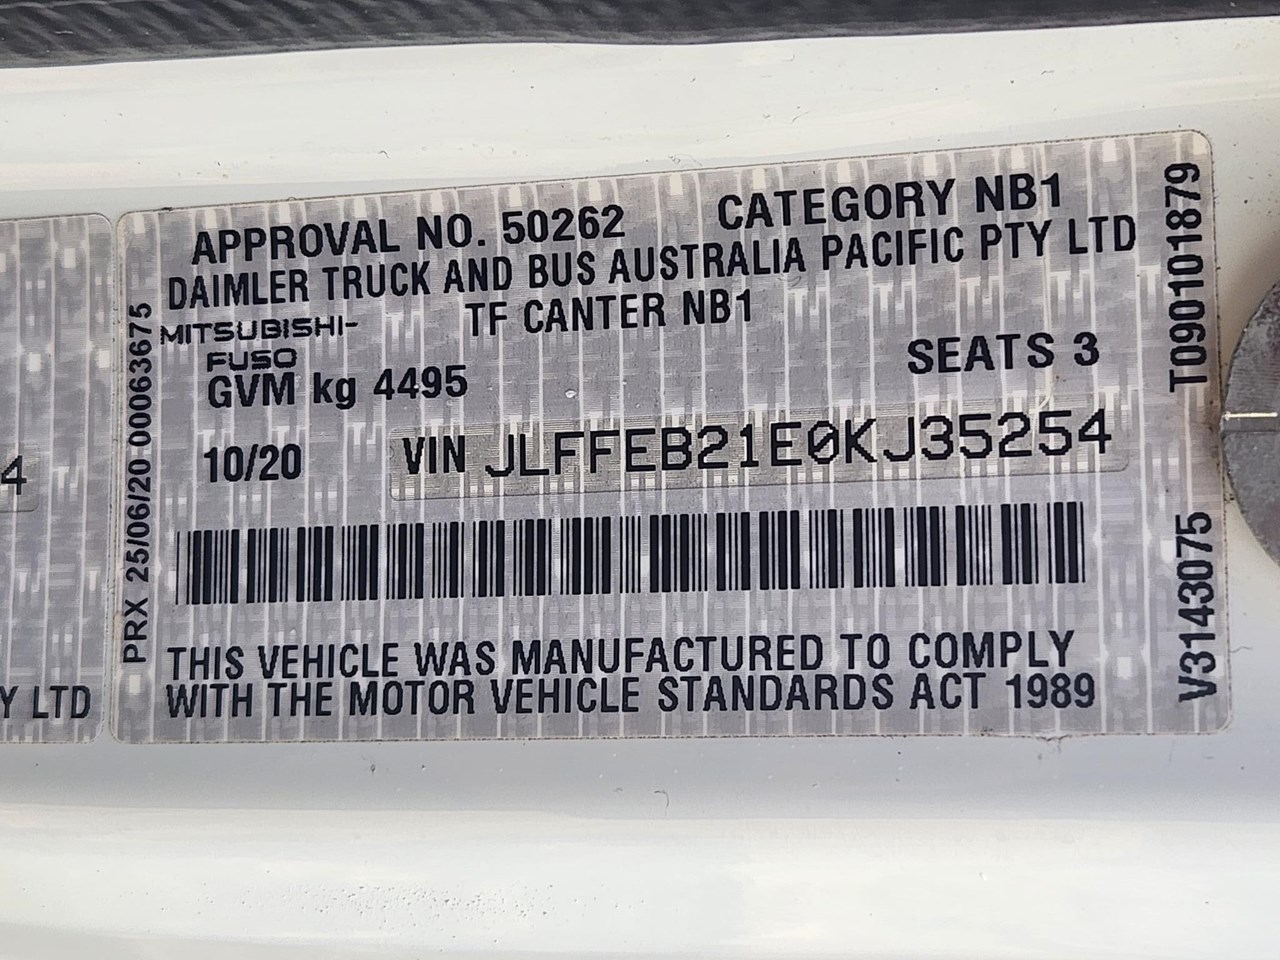 APPROVAL NO. 50262 CATEGORY NB1
DAIMLER TRUCK AND BUS AUSTRALIA PACIFIC PTY LTD
MITSUBISHI-
FUSO
TF CANTER NB1
GVM kg 4495
SEATS 3
10/20
VIN JLFFEB21E0KJ35254
THIS VEHICLE WAS MANUFACTURED TO COMPLY
WITH THE MOTOR VEHICLE STANDARDS ACT 1989
PRX 25/06/20 00063675
T090101879
V3143075
4
Y LTD